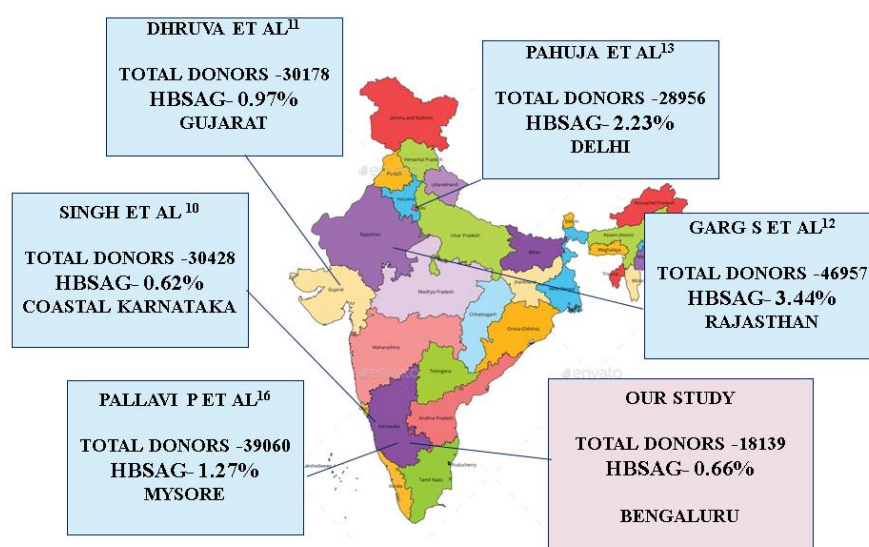 DHRUVA ET AL11
TOTAL DONORS -30178
HBSAG- 0.97%
GUJARAT
PAHUJA ET AL13
TOTAL DONORS -28956
HBSAG- 2.23%
DELHI
SINGH ET AL 10
TOTAL DONORS -30428
HBSAG- 0.62%
COASTAL KARNATAKA
GARG S ET AL12
TOTAL DONORS -46957
HBSAG- 3.44%
RAJASTHAN
PALLAVI P ET AL16
TOTAL DONORS -39060
HBSAG- 1.27%
MYSORE
OUR STUDY
TOTAL DONORS -18139
HBSAG- 0.66%
BENGALURU
Jammu and Kashmir
Himachal Pradesh
Punjab
Uttarakhand
Haryana
Rajasthan
Uttar Pradesh
Bihar
Sikkim
Arunachal Pradesh
Assam (Assam)
Meghalaya
Tripura
Gujarat
Madhya Pradesh
Chhattisgarh
Orissa (Odisha)
Maharashtra
Telangana
Andhra Pradesh
Karnataka
Kerala
Tamil Nadu
Puducherry
envato